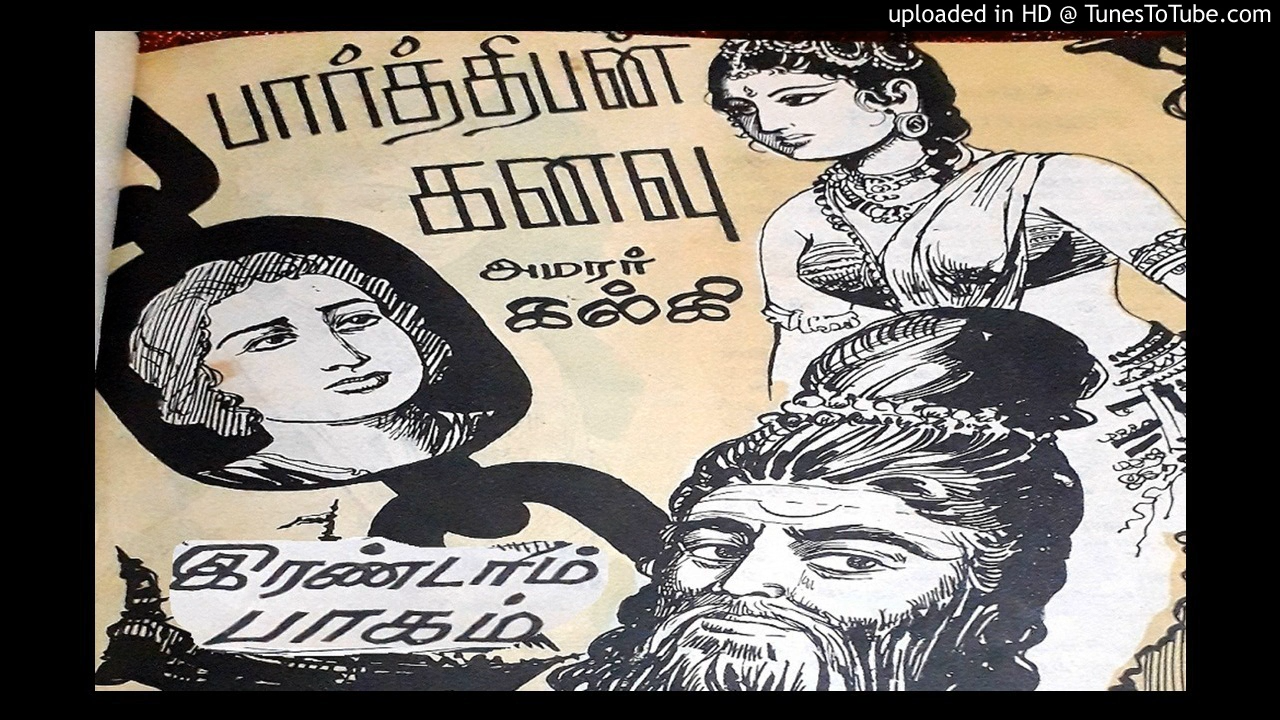 uploaded in HD @ TunesToTube.com
பார்த்திபன்
கனவு
அமரர்
கல்கி
இரண்டாம்
பாகம்